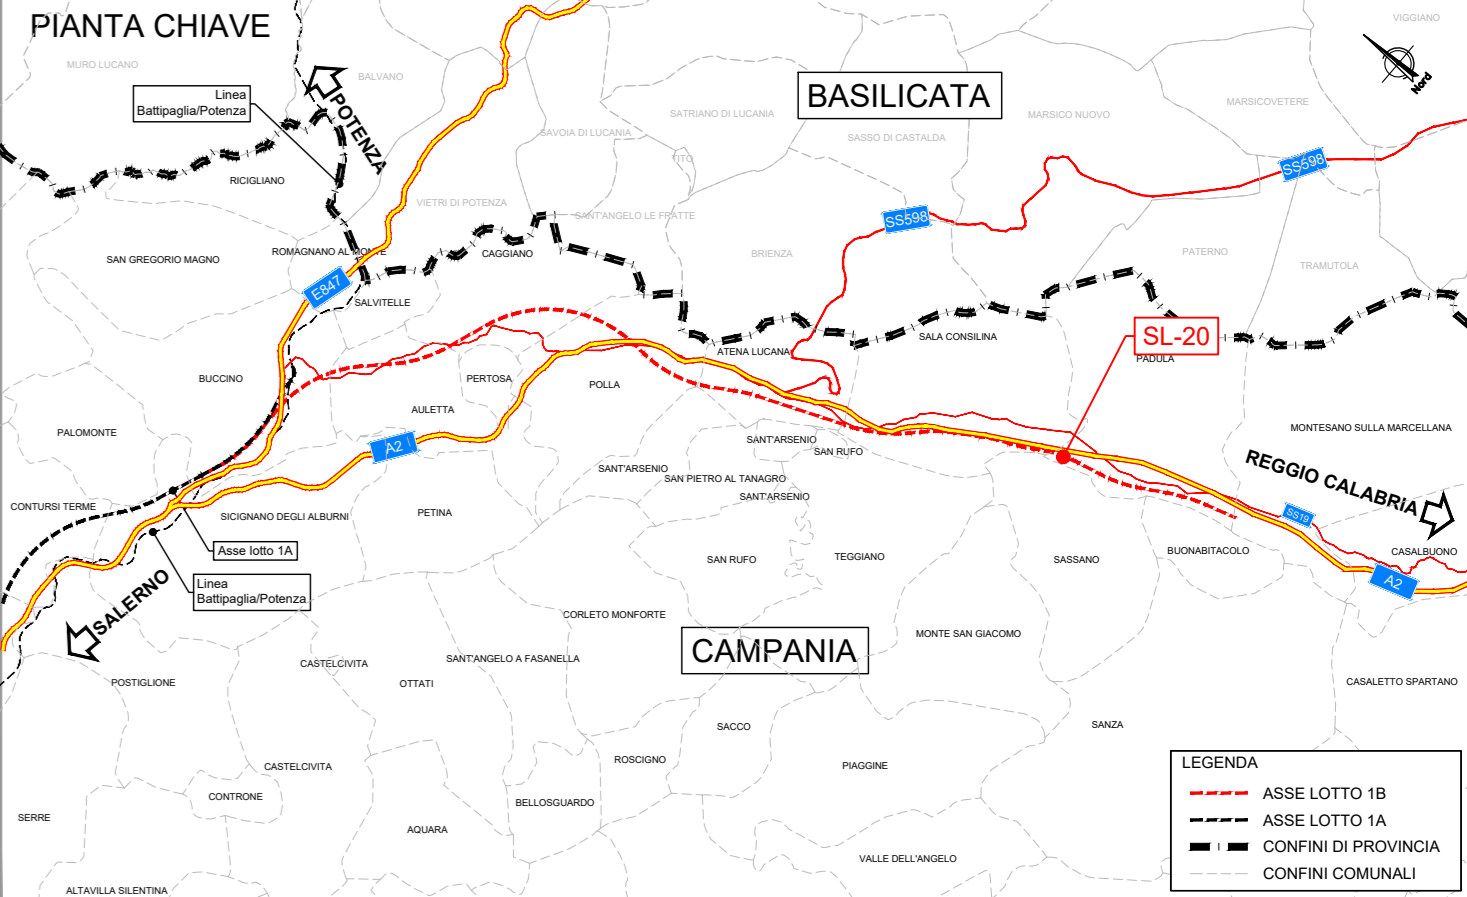 PIANTA CHIAVE
VIGGIANO
MURO LUCANO
BALVANO
Nord
Linea
Battipaglia/Potenza
POTENZA
BASILICATA
MARSICOVETERE
SATRIANO DI LUCANIA
MARSICO NUOVO
SAVOIA DI LUCANIA
SASSO DI CASTALDA
TITO
SS598
RICIGLIANO
VIETRI DI POTENZA
SANT'ANGELO LE FRATTE
SS598
ROMAGNANO AL MONTE
CAGGIANO
BRIENZA
PATERNO
SAN GREGORIO MAGNO
TRAMUTOLA
E847
SALVITELLE
SALA CONSILINA
SL-20
ATENA LUCANA
PADULA
BUCCINO
PERTOSA
POLLA
AULETTA
PALOMONTE
MONTESANO SULLA MARCELLANA
A2
SANT'ARSENIO
SAN RUFO
REGGIO CALABRIA
SANT'ARSENIO
SAN PIETRO AL TANAGRO
SANT'ARSENIO
CONTURSI TERME
SICIGNANO DEGLI ALBURNI
PETINA
SS19
Asse lotto 1A
SAN RUFO
TEGGIANO
SASSANO
BUONABITACOLO
CASALBUONO
A2
Linea
Battipaglia/Potenza
SALERNO
CORLETO MONFORTE
MONTE SAN GIACOMO
CAMPANIA
CASTELCIVITA
SANT'ANGELO A FASANELLA
POSTIGLIONE
OTTATI
CASALETTO SPARTANO
SACCO
SANZA
ROSCIGNO
CASTELCIVITA
PIAGGINE
CONTRONE
BELLOSGUARDO
SERRE
AQUARA
VALLE DELL'ANGELO
ALTAVILLA SILENTINA
LEGENDA
ASSE LOTTO 1B
ASSE LOTTO 1A
CONFINI DI PROVINCIA
CONFINI COMUNALI